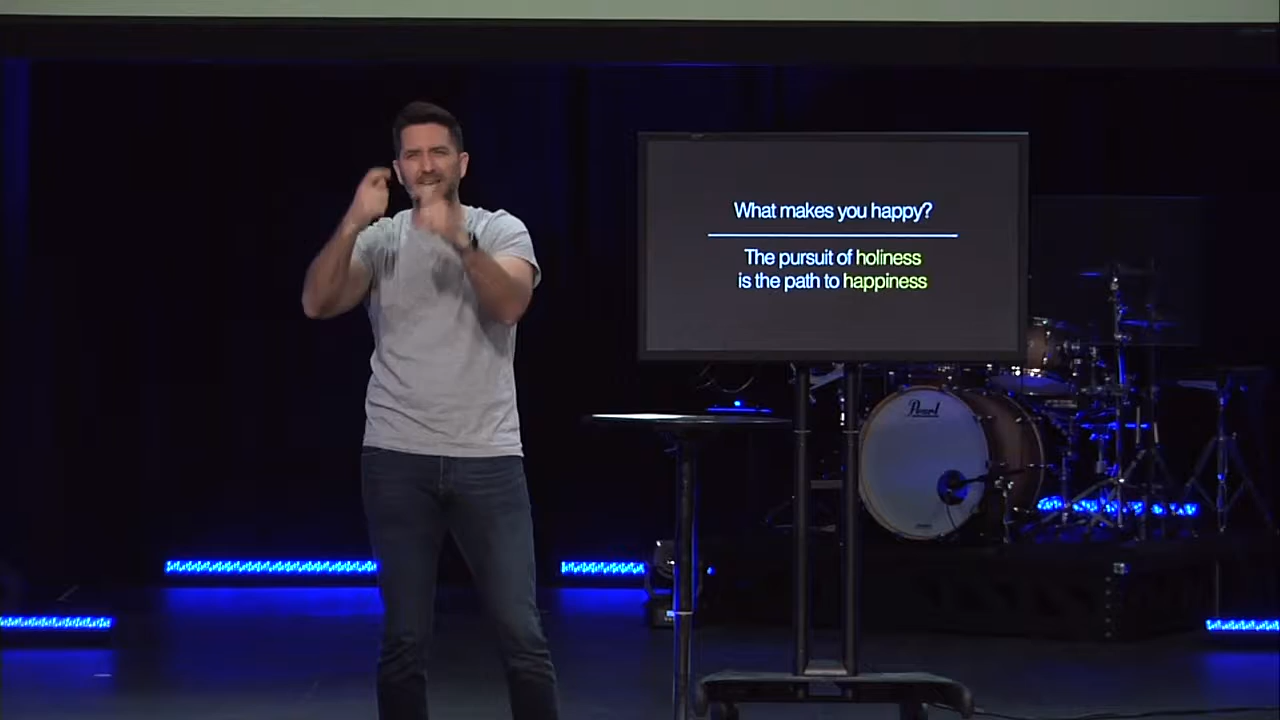 What makes you happy?
The pursuit of holiness
is the path to happiness
Pearl